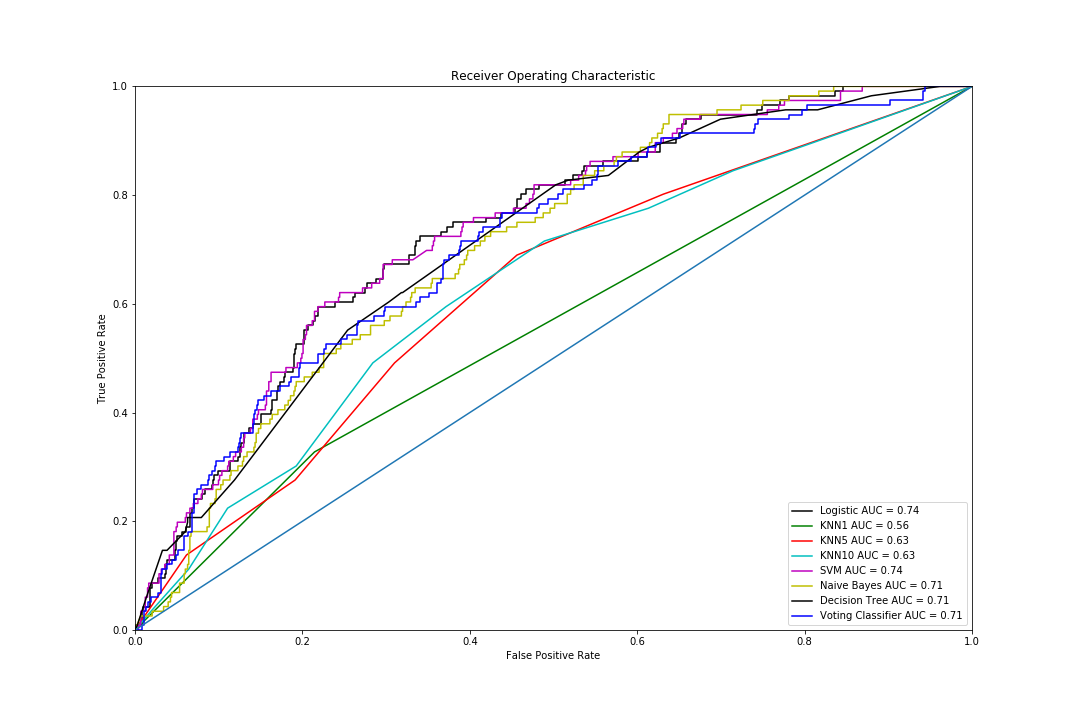 Receiver Operating Characteristic
1.0
0.8
0.6
0.4
0.2
0.0
True Positive Rate
Logistic AUC = 0.74
KNN1 AUC = 0.56
KNN5 AUC = 0.63
KNN10 AUC = 0.63
SVM AUC = 0.74
Naive Bayes AUC = 0.71
Decision Tree AUC = 0.71
Voting Classifier AUC = 0.71
0.0 0.2 0.4 0.6 0.8 1.0
False Positive Rate